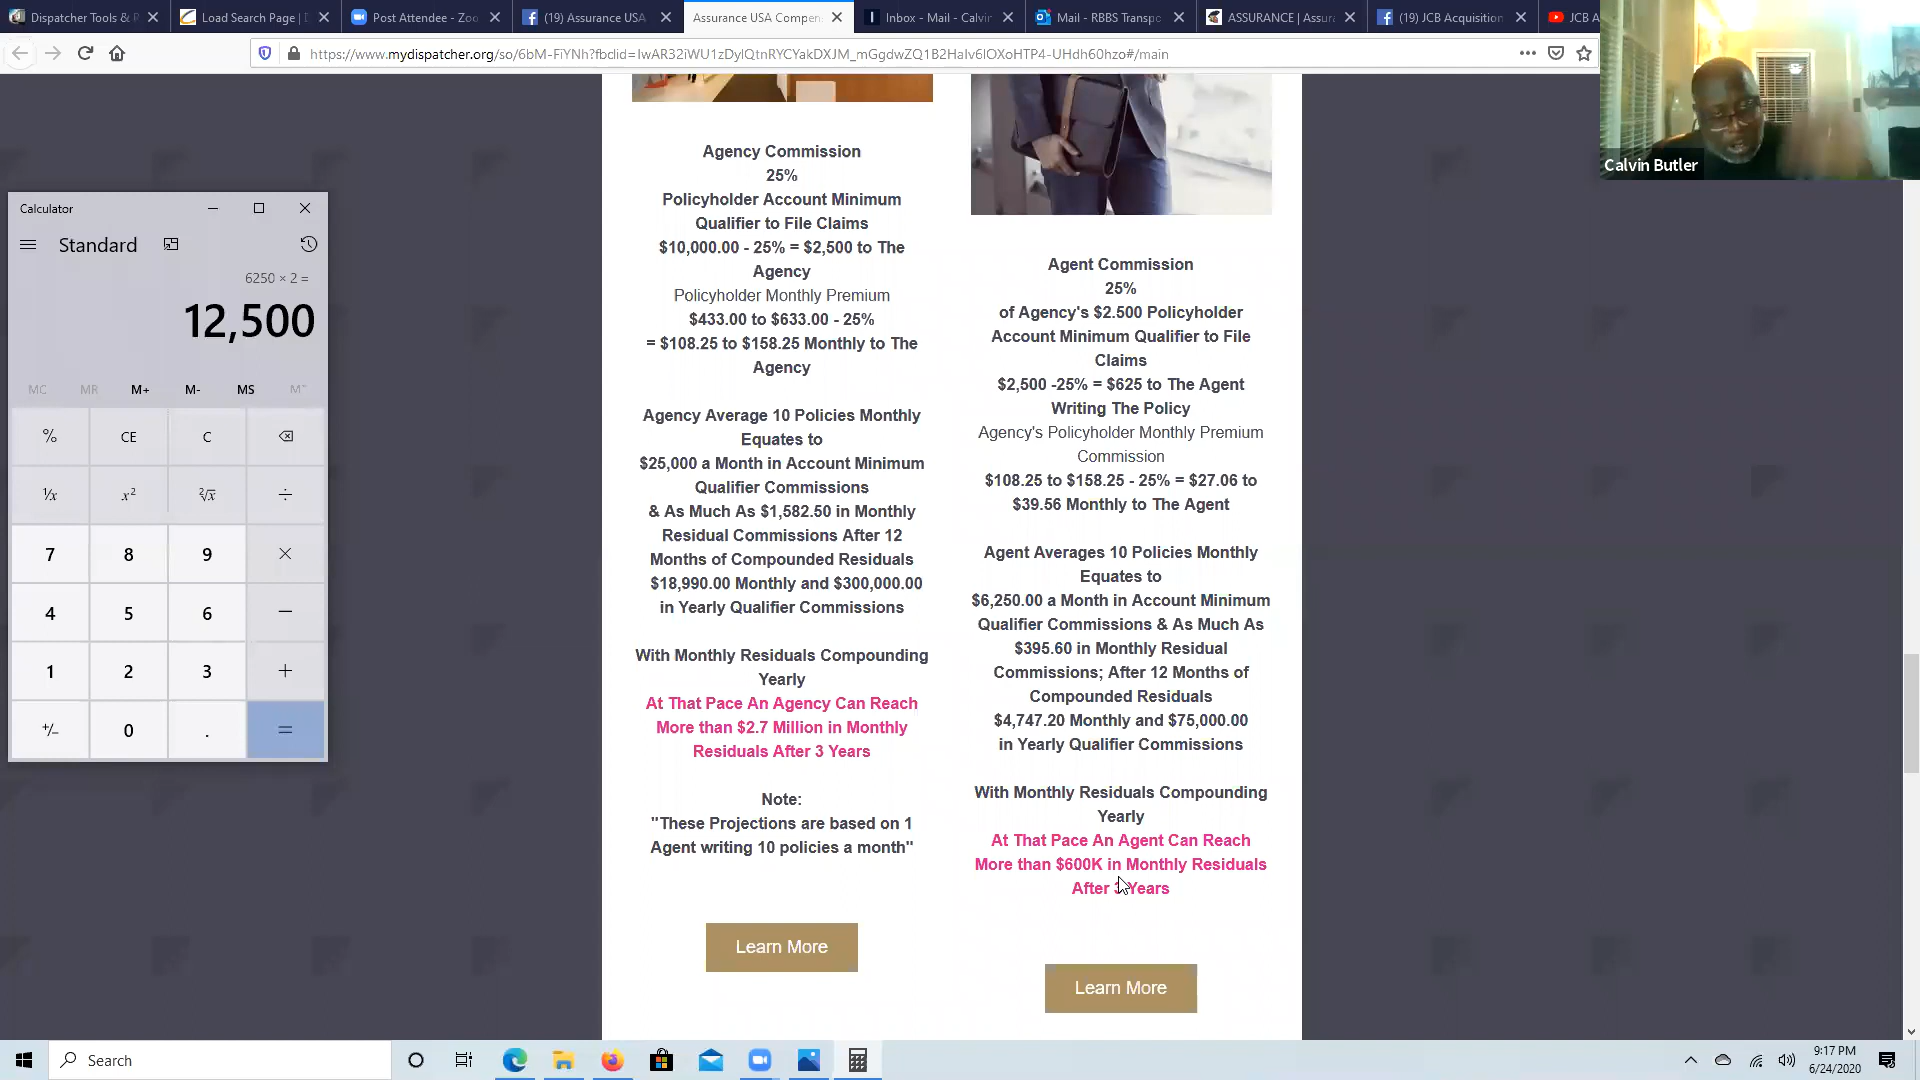 Dispatcher Tools & R
Load Search Page | D
Post Attendee - Zoo
(19) Assurance USA
Assurance USA Compen
Inbox - Mail - Calvin
Mail - RBBS Transpo
ASSURANCE | Assura
(19) JCB Acquisition
JCB A
https://www.mydispatcher.org/so/6bM-FiYNh?fbclid=IwAR32iWU1zDylQtnRYCYakDXJM_mGgdwZQ1B2HaIv6lOXoHTP4-UHdh60hzo#/main
Calvin Butler
Calculator
Standard
6250 × 2 =
12,500
MC MR M+ M- MS M
% CE C
¹/x x² ²√x ÷
7 8 9 ×
4 5 6 −
1 2 3 +
+/− 0 . =
Agency Commission
25%
Policyholder Account Minimum
Qualifier to File Claims
$10,000.00 - 25% = $2,500 to The
Agency
Policyholder Monthly Premium
$433.00 to $633.00 - 25%
= $108.25 to $158.25 Monthly to The
Agency
Agency Average 10 Policies Monthly
Equates to
$25,000 a Month in Account Minimum
Qualifier Commissions
& As Much As $1,582.50 in Monthly
Residual Commissions After 12
Months of Compounded Residuals
$18,990.00 Monthly and $300,000.00
in Yearly Qualifier Commissions
With Monthly Residuals Compounding
Yearly
At That Pace An Agency Can Reach
More than $2.7 Million in Monthly
Residuals After 3 Years
Note:
"These Projections are based on 1
Agent writing 10 policies a month"
Learn More
Agent Commission
25%
of Agency's $2.500 Policyholder
Account Minimum Qualifier to File
Claims
$2,500 -25% = $625 to The Agent
Writing The Policy
Agency's Policyholder Monthly Premium
Commission
$108.25 to $158.25 - 25% = $27.06 to
$39.56 Monthly to The Agent
Agent Averages 10 Policies Monthly
Equates to
$6,250.00 a Month in Account Minimum
Qualifier Commissions & As Much As
$395.60 in Monthly Residual
Commissions; After 12 Months of
Compounded Residuals
$4,747.20 Monthly and $75,000.00
in Yearly Qualifier Commissions
With Monthly Residuals Compounding
Yearly
At That Pace An Agent Can Reach
More than $600K in Monthly Residuals
After 3 Years
Learn More
Search
9:17 PM
6/24/2020